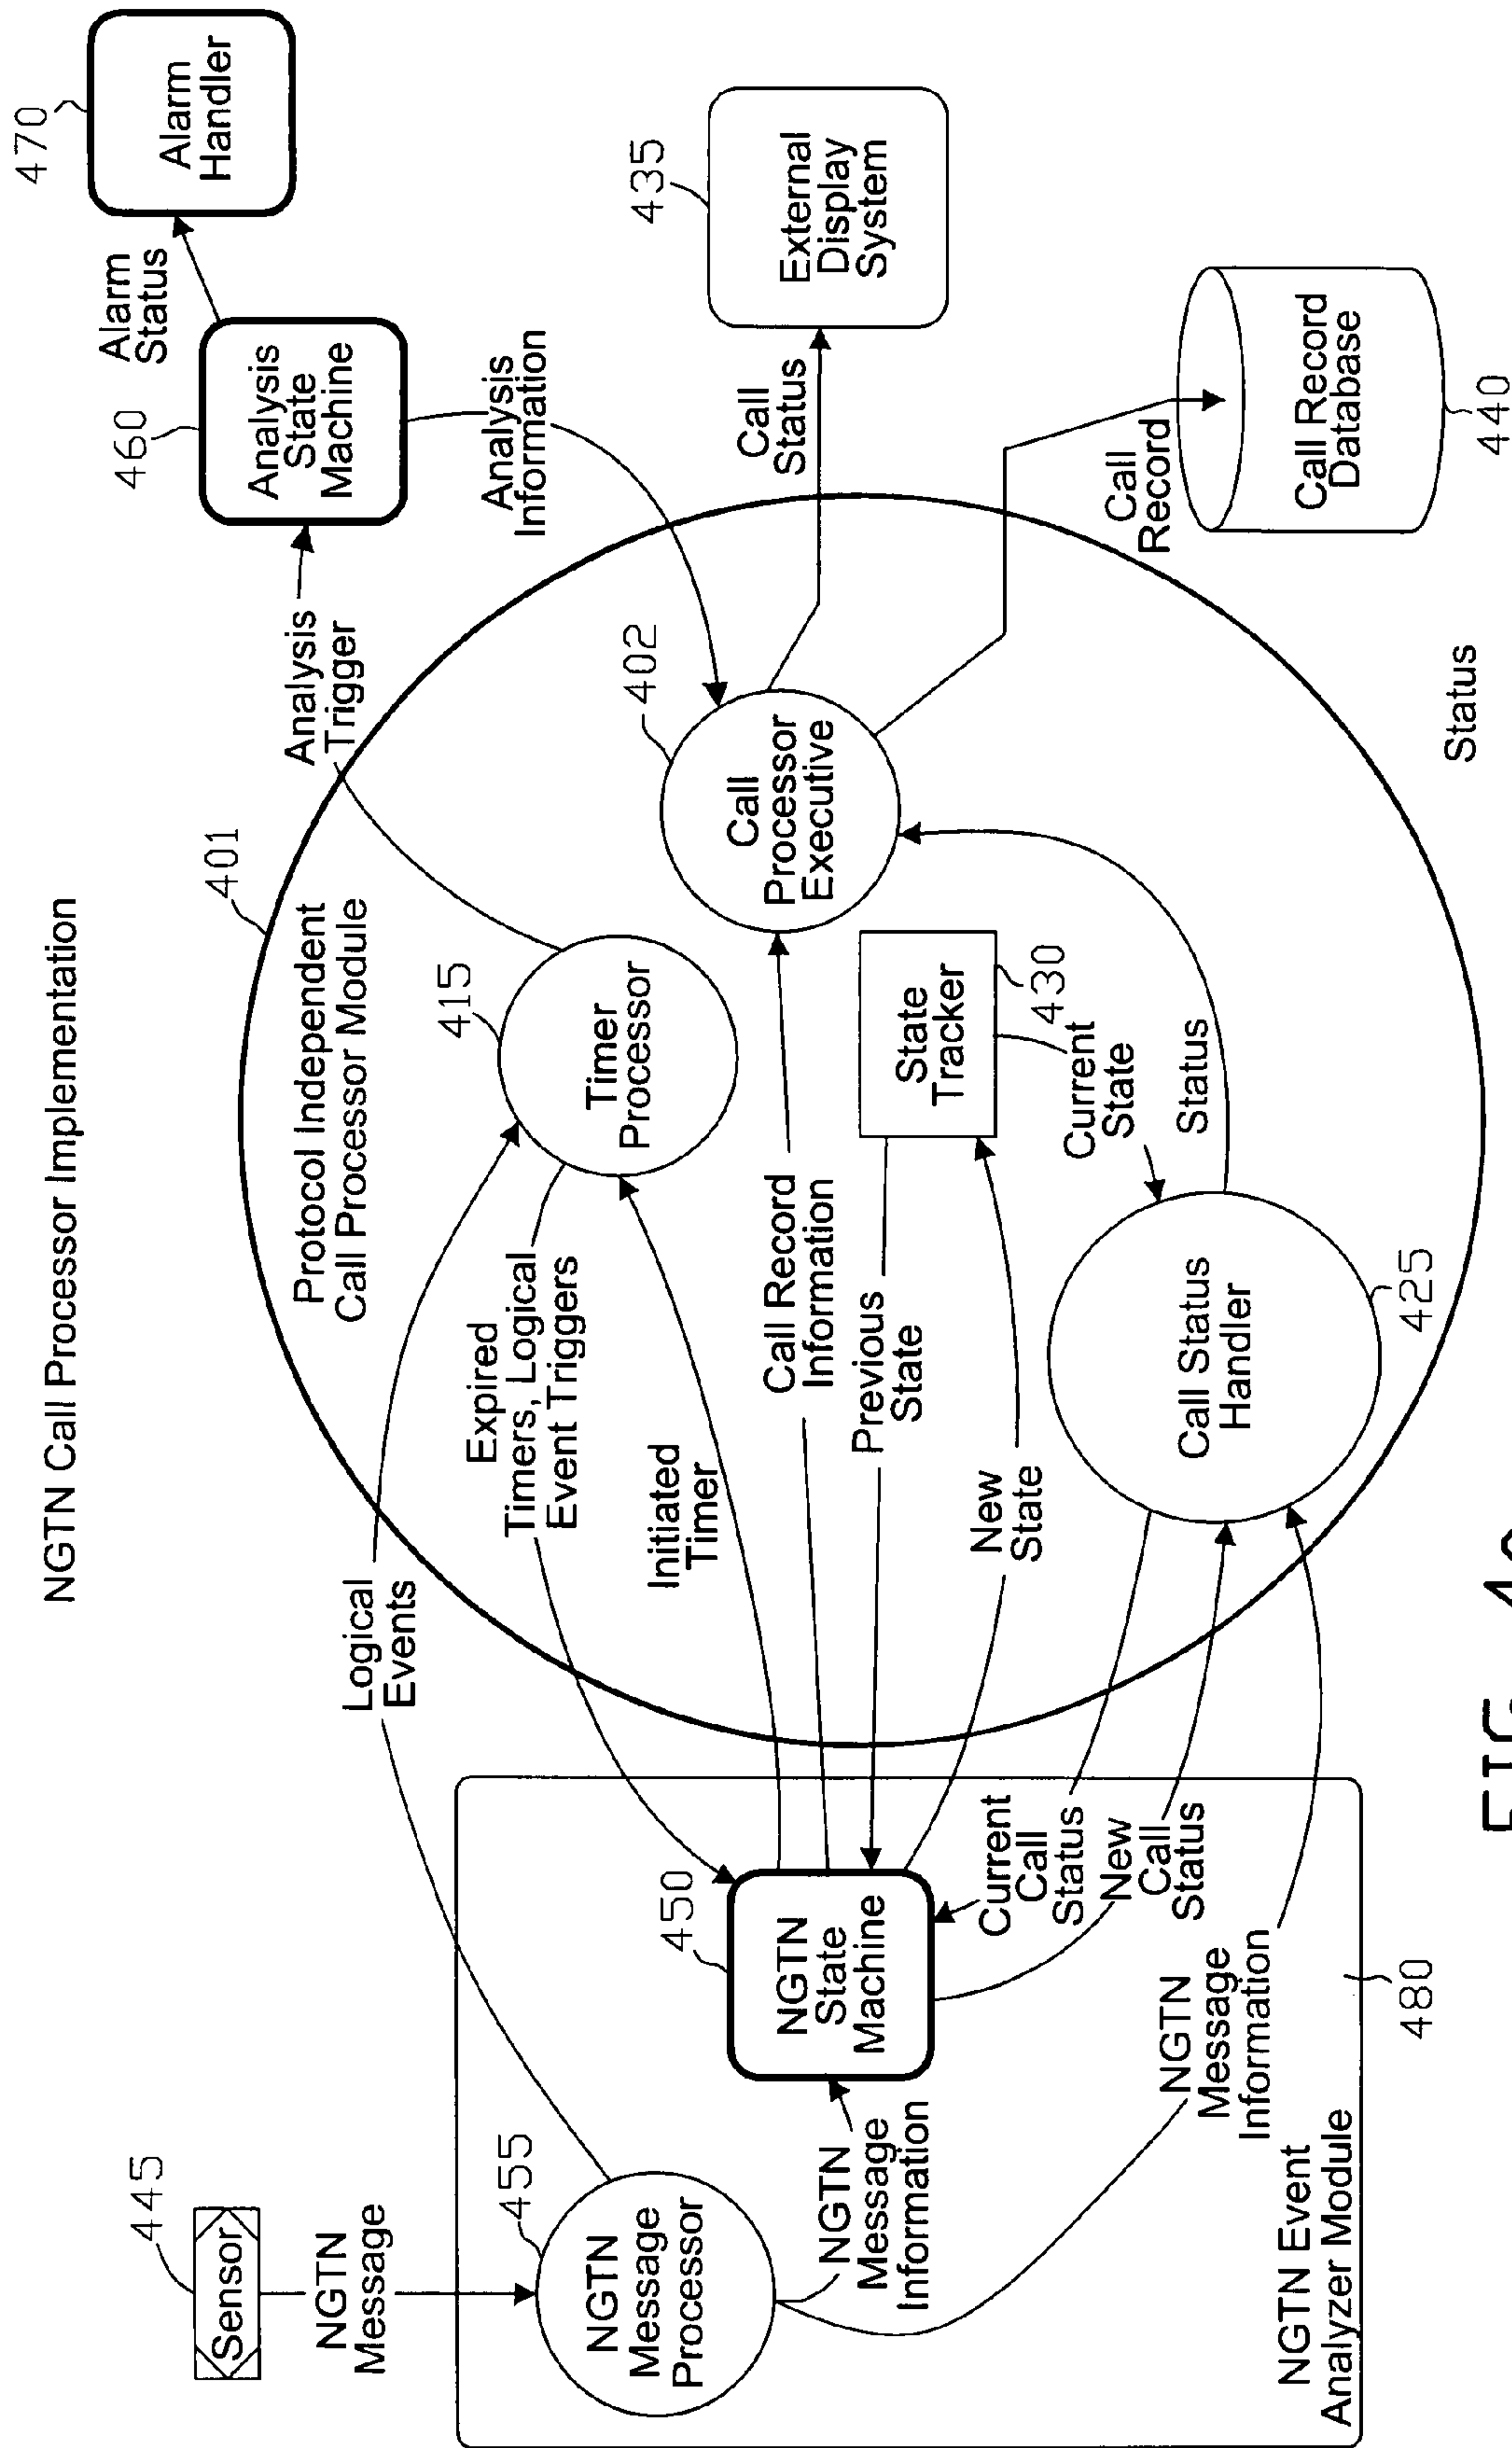 NGTN Call Processor Implementation
445
Sensor
NGTN
Message
455
NGTN
Message
Processor
NGTN
Message
Information
NGTN Event
Analyzer Module
480
450
NGTN
State
Machine
NGTN
Message
Information
Current
Call
Status
New
Call
Status
Logical
Events
Expired
Timers, Logical
Event Triggers
Initiated
Timer
Call Record
Information
Previous
State
New
State
401
Protocol Independent
Call Processor Module
415
Timer
Processor
State
Tracker
430
Current
State
Call Status
Handler
425
Status
402
Call
Processor
Executive
Analysis
Trigger
460
Analysis
State
Machine
Alarm
Status
470
Alarm
Handler
Analysis
Information
Call
Status
435
External
Display
System
Call
Record
Call Record
Database
440
Status